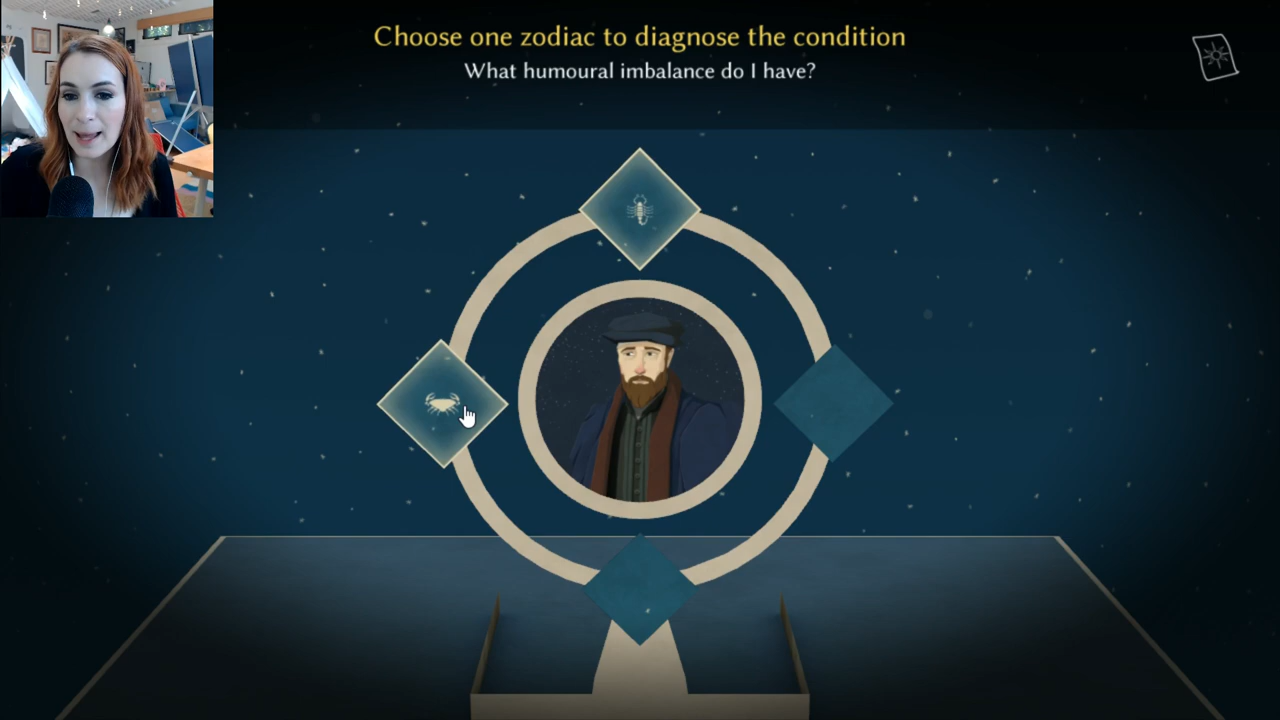 Choose one zodiac to diagnose the condition
What humoural imbalance do I have?